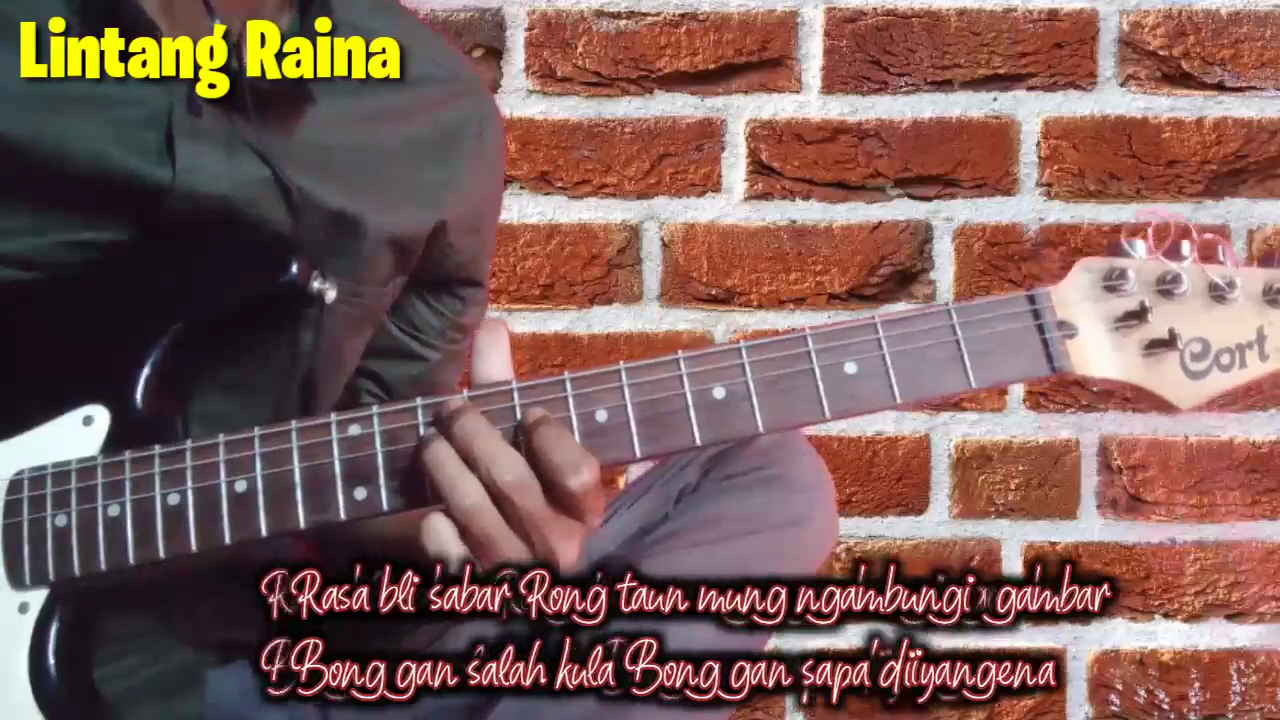 Lintang Raina
Cort
Rasa bli sabar Rong taun mung ngambungi gambar
Bong gan salah kula Bong gan sapa diiyangena